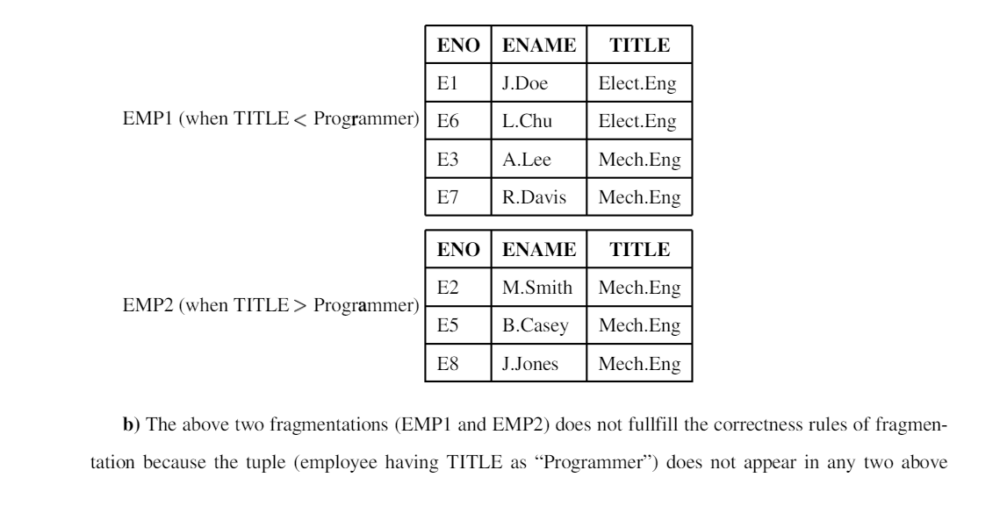 ENO ENAME TITLE
E1 J.Doe Elect.Eng
EMP1 (when TITLE < Programmer) E6 L.Chu Elect.Eng
E3 A.Lee Mech.Eng
E7 R.Davis Mech.Eng
ENO ENAME TITLE
E2 M.Smith Mech.Eng
EMP2 (when TITLE > Programmer) E5 B.Casey Mech.Eng
E8 J.Jones Mech.Eng
b) The above two fragmentations (EMP1 and EMP2) does not fullfill the correctness rules of fragmen-
tation because the tuple (employee having TITLE as “Programmer”) does not appear in any two above